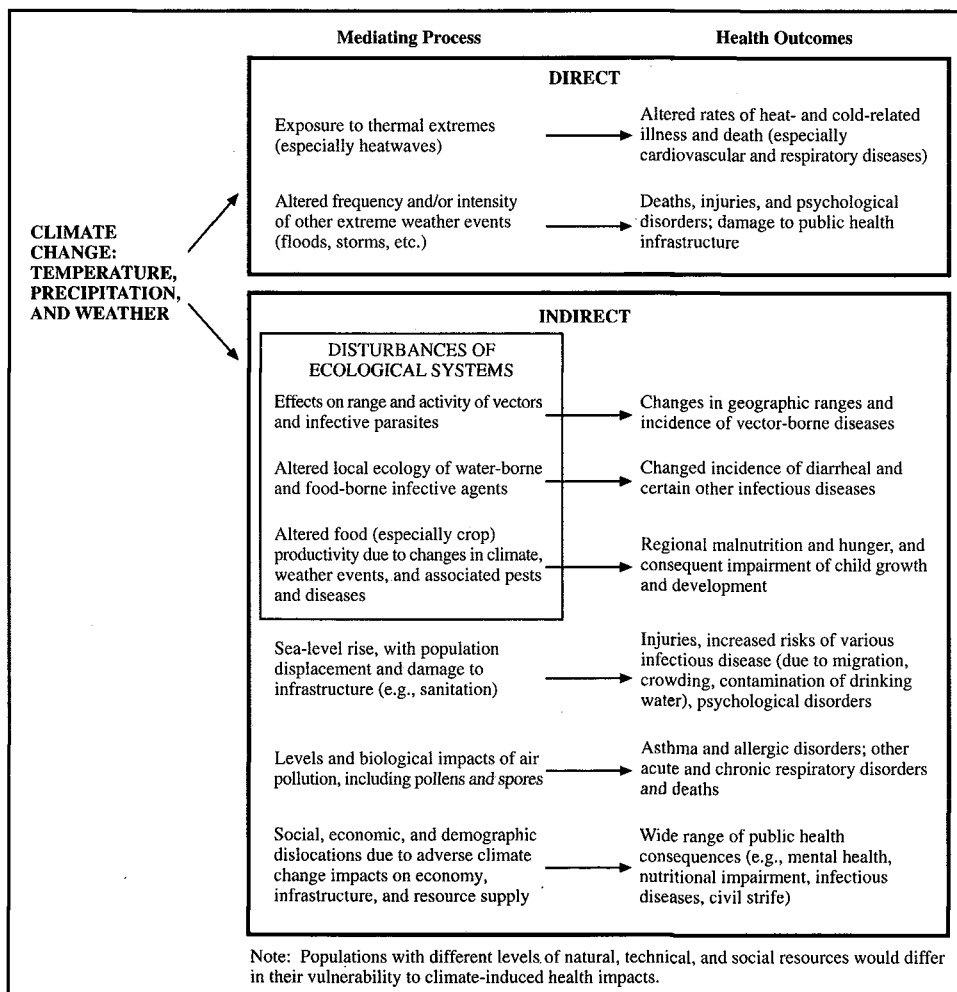 Mediating Process
Health Outcomes
DIRECT
Exposure to thermal extremes
(especially heatwaves)
Altered rates of heat- and cold-related
illness and death (especially
cardiovascular and respiratory diseases)
Altered frequency and/or intensity
of other extreme weather events
(floods, storms, etc.)
Deaths, injuries, and psychological
disorders; damage to public health
infrastructure
CLIMATE
CHANGE:
TEMPERATURE,
PRECIPITATION,
AND WEATHER
INDIRECT
DISTURBANCES OF
ECOLOGICAL SYSTEMS
Effects on range and activity of vectors
and infective parasites
Changes in geographic ranges and
incidence of vector-borne diseases
Altered local ecology of water-borne
and food-borne infective agents
Changed incidence of diarrheal and
certain other infectious diseases
Altered food (especially crop)
productivity due to changes in climate,
weather events, and associated pests
and diseases
Regional malnutrition and hunger, and
consequent impairment of child growth
and development
Sea-level rise, with population
displacement and damage to
infrastructure (e.g., sanitation)
Injuries, increased risks of various
infectious disease (due to migration,
crowding, contamination of drinking
water), psychological disorders
Levels and biological impacts of air
pollution, including pollens and spores
Asthma and allergic disorders; other
acute and chronic respiratory disorders
and deaths
Social, economic, and demographic
dislocations due to adverse climate
change impacts on economy,
infrastructure, and resource supply
Wide range of public health
consequences (e.g., mental health,
nutritional impairment, infectious
diseases, civil strife)
Note: Populations with different levels of natural, technical, and social resources would differ
in their vulnerability to climate-induced health impacts.